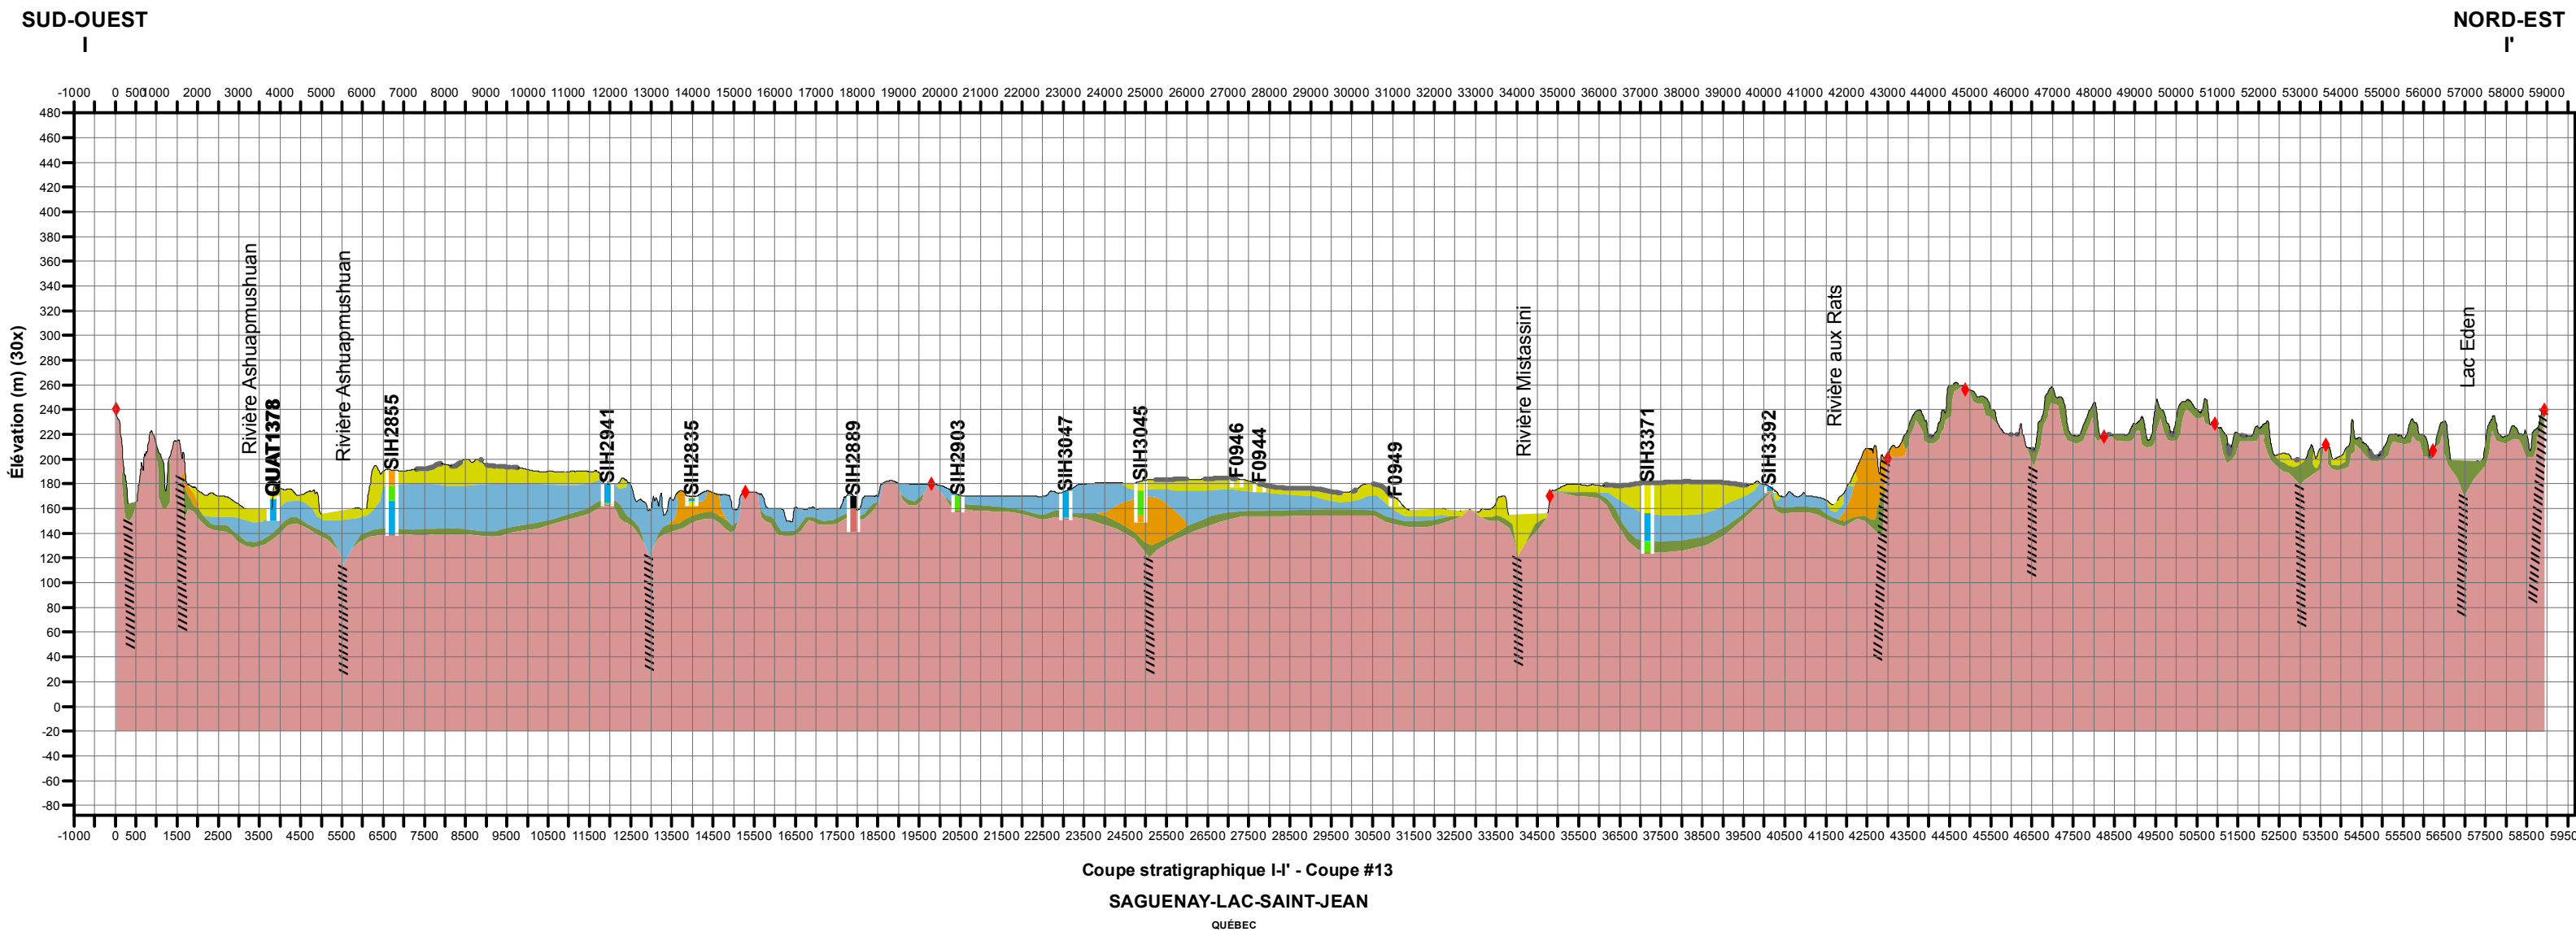 SUD-OUEST
I
NORD-EST
I'
-1000 0 500 1000 2000 3000 4000 5000 6000 7000 8000 9000 10000 11000 12000 13000 14000 15000 16000 17000 18000 19000 20000 21000 22000 23000 24000 25000 26000 27000 28000 29000 30000 31000 32000 33000 34000 35000 36000 37000 38000 39000 40000 41000 42000 43000 44000 45000 46000 47000 48000 49000 50000 51000 52000 53000 54000 55000 56000 57000 58000 59000
480
460
440
420
400
380
360
340
320
300
280
260
240
220
200
180
160
140
120
100
80
60
40
20
0
-20
-40
-60
-80
Élévation (m) (30x)
Rivière Ashuapmushuan
QUAT1378
Rivière Ashuapmushuan
SIH2855
SIH2941
SIH2835
SIH2889
SIH2903
SIH3047
SIH3045
F0946
F0944
F0949
Rivière Mistassini
SIH3371
SIH3392
Rivière aux Rats
Lac Eden
-1000 0 500 1500 2500 3500 4500 5500 6500 7500 8500 9500 10500 11500 12500 13500 14500 15500 16500 17500 18500 19500 20500 21500 22500 23500 24500 25500 26500 27500 28500 29500 30500 31500 32500 33500 34500 35500 36500 37500 38500 39500 40500 41500 42500 43500 44500 45500 46500 47500 48500 49500 50500 51500 52500 53500 54500 55500 56500 57500 58500 5950
Coupe stratigraphique I-I' - Coupe #13
SAGUENAY-LAC-SAINT-JEAN
QUÉBEC